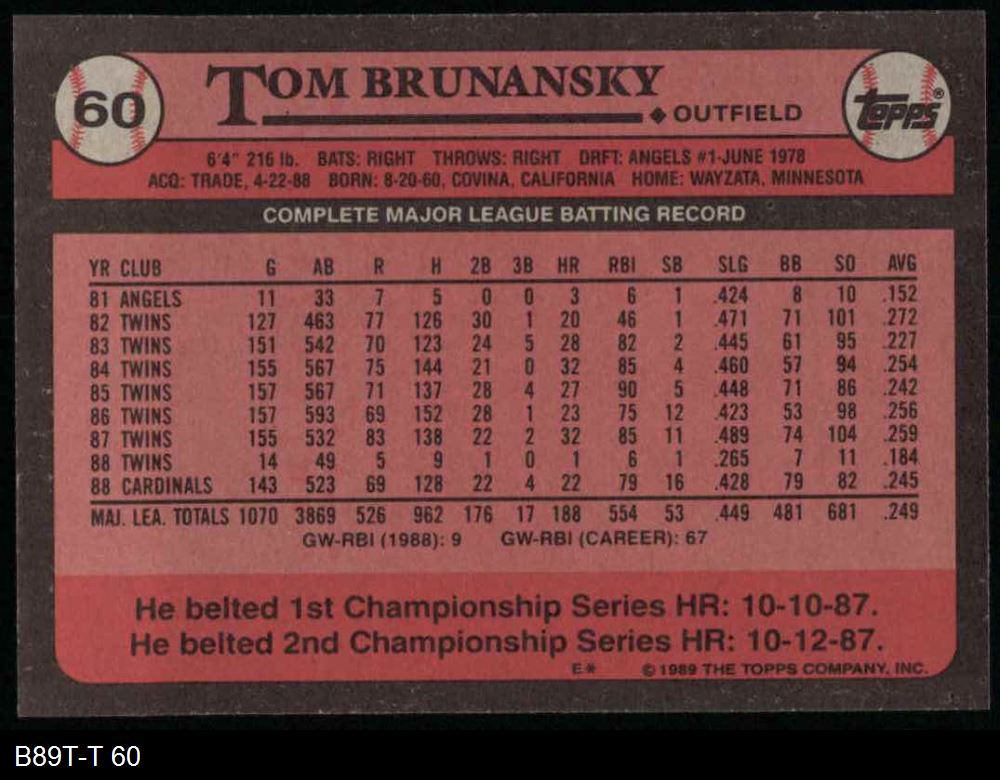 60
TOM BRUNANSKY
◆ OUTFIELD
topps®
6'4" 216 lb. BATS: RIGHT THROWS: RIGHT DRFT: ANGELS #1-JUNE 1978
ACQ: TRADE, 4-22-88 BORN: 8-20-60, COVINA, CALIFORNIA HOME: WAYZATA, MINNESOTA
COMPLETE MAJOR LEAGUE BATTING RECORD
YR CLUB G AB R H 2B 3B HR RBI SB SLG BB SO AVG
81 ANGELS 11 33 7 5 0 0 3 6 1 .424 8 10 .152
82 TWINS 127 463 77 126 30 1 20 46 1 .471 71 101 .272
83 TWINS 151 542 70 123 24 5 28 82 2 .445 61 95 .227
84 TWINS 155 567 75 144 21 0 32 85 4 .460 57 94 .254
85 TWINS 157 567 71 137 28 4 27 90 5 .448 71 86 .242
86 TWINS 157 593 69 152 28 1 23 75 12 .423 53 98 .256
87 TWINS 155 532 83 138 22 2 32 85 11 .489 74 104 .259
88 TWINS 14 49 5 9 1 0 1 6 1 .265 7 11 .184
88 CARDINALS 143 523 69 128 22 4 22 79 16 .428 79 82 .245
MAJ. LEA. TOTALS 1070 3869 526 962 176 17 188 554 53 .449 481 681 .249
GW-RBI (1988): 9 GW-RBI (CAREER): 67
He belted 1st Championship Series HR: 10-10-87.
He belted 2nd Championship Series HR: 10-12-87.
E* © 1989 THE TOPPS COMPANY, INC.
B89T-T 60